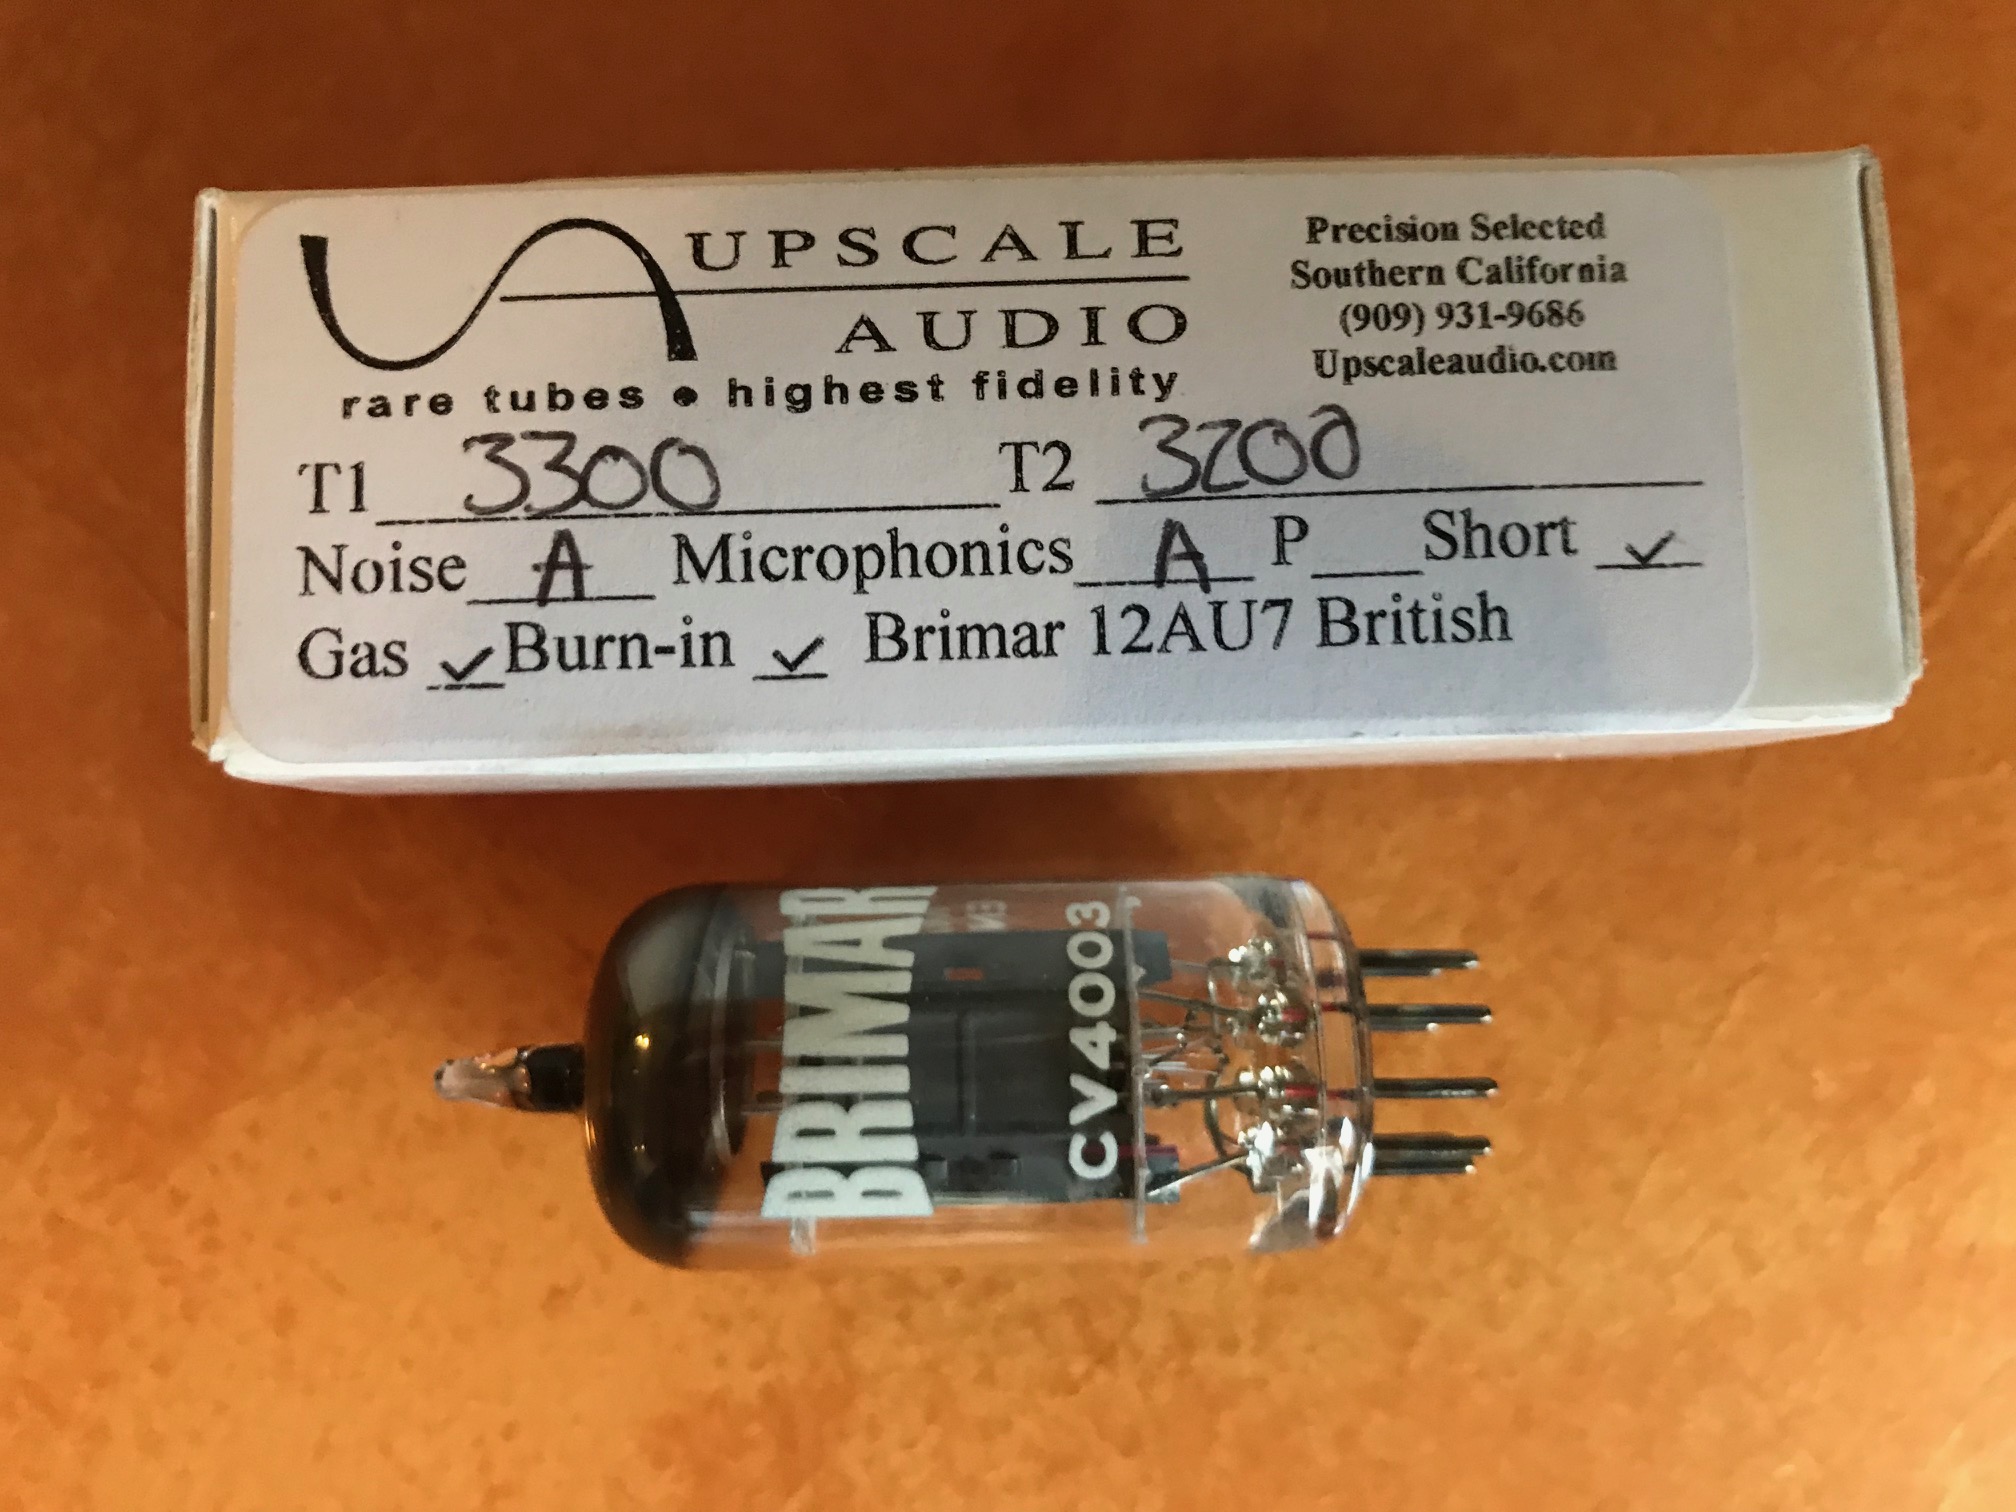 UPSCALE
AUDIO
rare tubes • highest fidelity
Precision Selected
Southern California
(909) 931-9686
Upscaleaudio.com
T1 3300 T2 3200
Noise A Microphonics A P___ Short ✓
Gas ✓ Burn-in ✓ Brimar 12AU7 British
BRIMAR
CV4003